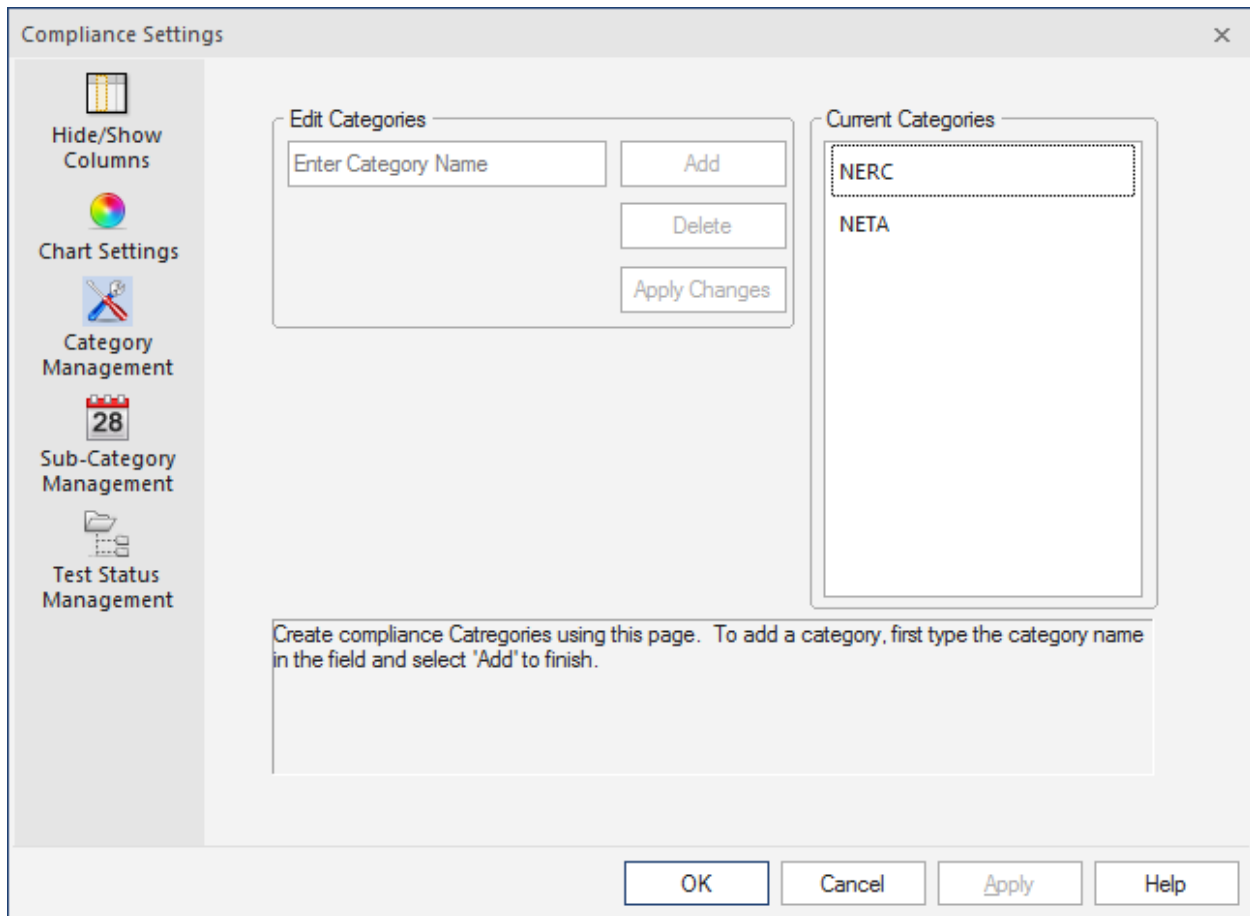 Compliance Settings
Hide/Show
Columns
Chart Settings
Category
Management
28
Sub-Category
Management
Test Status
Management
Edit Categories
Enter Category Name
Add
Delete
Apply Changes
Current Categories
NERC
NETA
Create compliance Catregories using this page.  To add a category, first type the category name
in the field and select 'Add' to finish.
OK
Cancel
Apply
Help